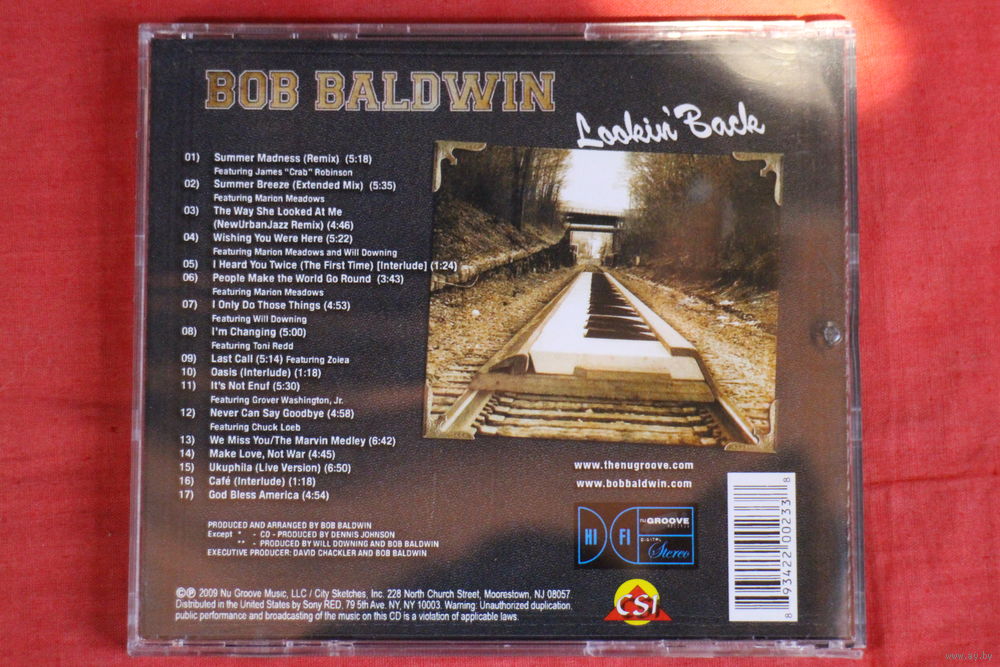 BOB BALDWIN
Lookin' Back
01) Summer Madness (Remix) (5:18)
Featuring James "Crab" Robinson
02) Summer Breeze (Extended Mix) (5:35)
Featuring Marion Meadows
03) The Way She Looked At Me
(NewUrbanJazz Remix) (4:46)
04) Wishing You Were Here (5:22)
Featuring Marion Meadows and Will Downing
05) I Heard You Twice (The First Time) [Interlude] (1:24)
06) People Make the World Go Round (3:43)
Featuring Marion Meadows
07) I Only Do Those Things (4:53)
Featuring Will Downing
08) I'm Changing (5:00)
Featuring Toni Redd
09) Last Call (5:14) Featuring Zoiea
10) Oasis (Interlude) (1:18)
11) It's Not Enuf (5:30)
Featuring Grover Washington, Jr.
12) Never Can Say Goodbye (4:58)
Featuring Chuck Loeb
13) We Miss You/The Marvin Medley (6:42)
14) Make Love, Not War (4:45)
15) Ukuphila (Live Version) (6:50)
16) Café (Interlude) (1:18)
17) God Bless America (4:54)
www.thenugroove.com
www.bobbaldwin.com
PRODUCED AND ARRANGED BY BOB BALDWIN
Except * - CO - PRODUCED BY DENNIS JOHNSON
** - PRODUCED BY WILL DOWNING AND BOB BALDWIN
EXECUTIVE PRODUCER: DAVID CHACKLER AND BOB BALDWIN
HI FI
NU GROOVE
RECORDS
DIGITAL
Stereo
©℗ 2009 Nu Groove Music, LLC / City Sketches, Inc. 228 North Church Street, Moorestown, NJ 08057.
Distributed in the United States by Sony RED, 79 5th Ave. NY, NY 10003. Warning: Unauthorized duplication,
public performance and broadcasting of the music on this CD is a violation of applicable laws.
CSI
8 93422 00233 8
www.ay.by